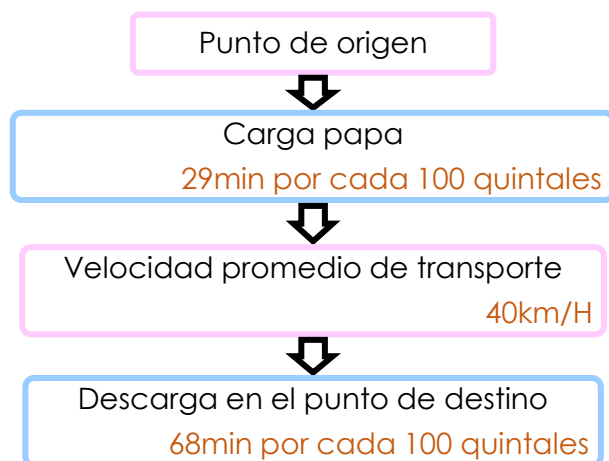 Punto de origen
Carga papa
29min por cada 100 quintales
Velocidad promedio de transporte
40km/H
Descarga en el punto de destino
68min por cada 100 quintales